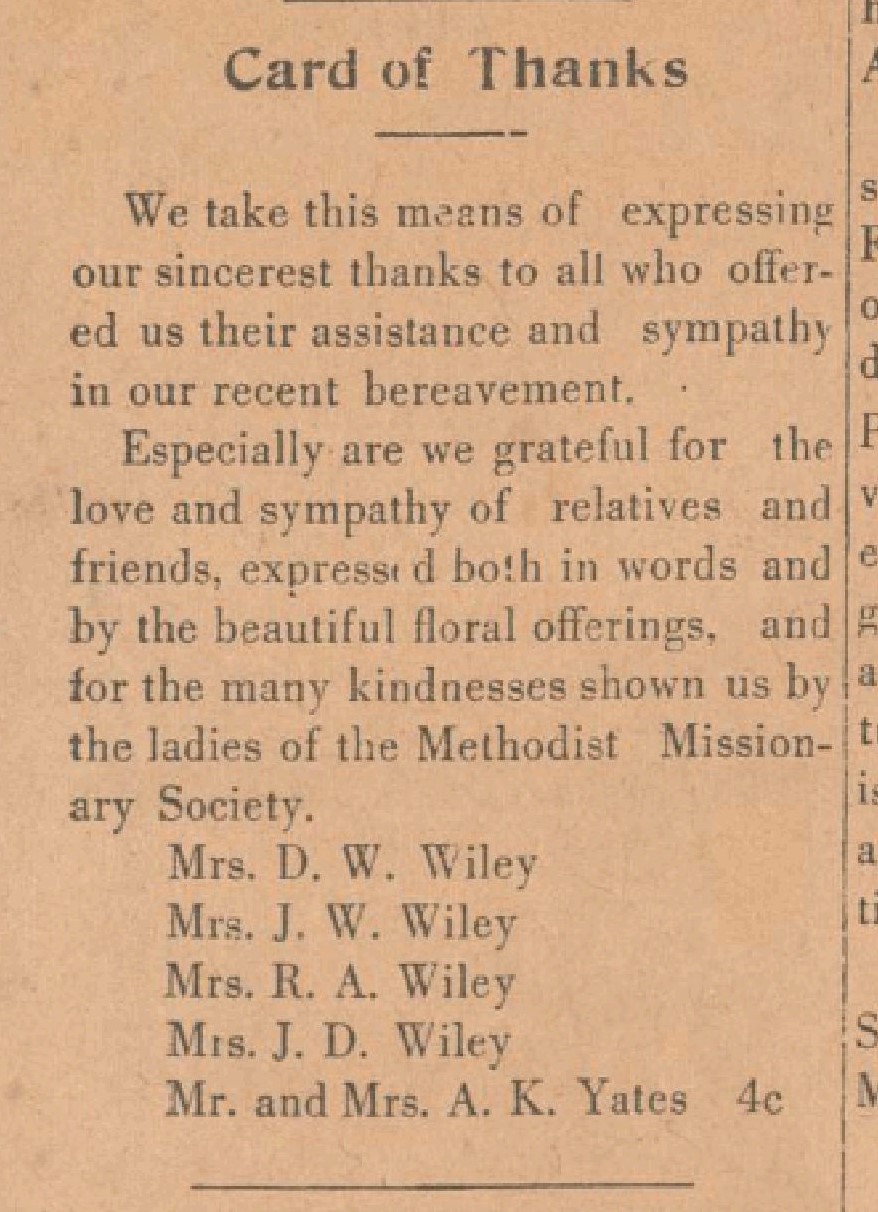 Card of Thanks
We take this means of expressing
our sincerest thanks to all who offer-
ed us their assistance and sympathy
in our recent bereavement.
Especially are we grateful for the
love and sympathy of relatives and
friends, expressed both in words and
by the beautiful floral offerings, and
for the many kindnesses shown us by
the ladies of the Methodist Mission-
ary Society.
Mrs. D. W. Wiley
Mrs. J. W. Wiley
Mrs. R. A. Wiley
Mrs. J. D. Wiley
Mr. and Mrs. A. K. Yates 4c